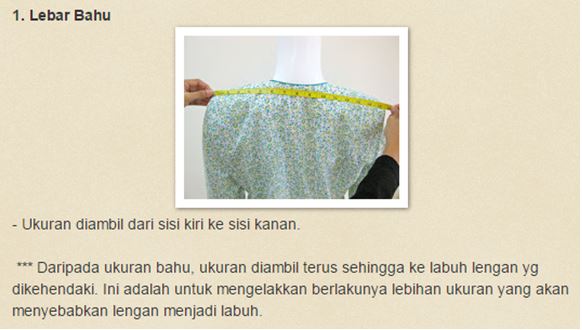 1. Lebar Bahu
- Ukuran diambil dari sisi kiri ke sisi kanan.
*** Daripada ukuran bahu, ukuran diambil terus sehingga ke labuh lengan yg
dikehendaki. Ini adalah untuk mengelakkan berlakunya lebihan ukuran yang akan
menyebabkan lengan menjadi labuh.